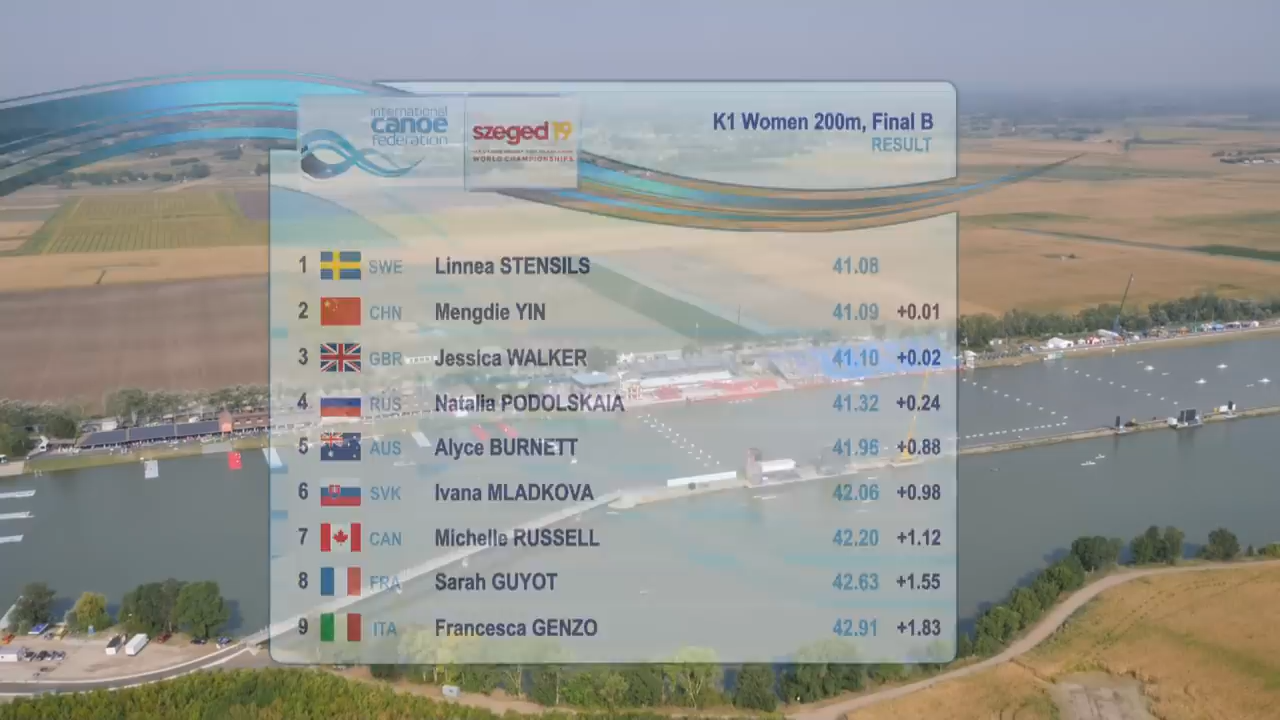 international
canoe
federation
szeged 19
WORLD CHAMPIONSHIPS
K1 Women 200m, Final B
RESULT
1 SWE Linnea STENSILS 41.08
2 CHN Mengdie YIN 41.09 +0.01
3 GBR Jessica WALKER 41.10 +0.02
4 RUS Natalia PODOLSKAIA 41.32 +0.24
5 AUS Alyce BURNETT 41.96 +0.88
6 SVK Ivana MLADKOVA 42.06 +0.98
7 CAN Michelle RUSSELL 42.20 +1.12
8 FRA Sarah GUYOT 42.63 +1.55
9 ITA Francesca GENZO 42.91 +1.83